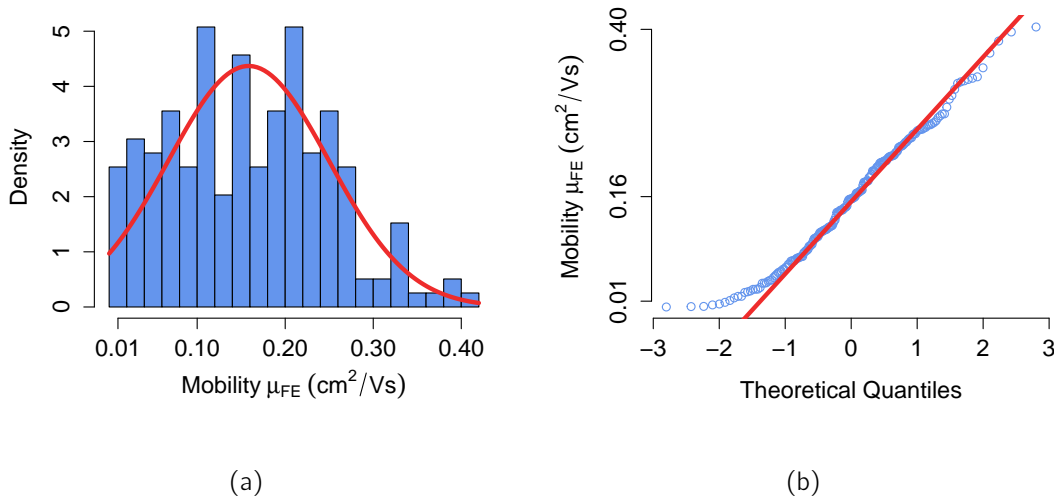 5
4
3
2
1
0
Density
0.01 0.10 0.20 0.30 0.40
Mobility μFE (cm²/Vs)
(a)
0.40
0.16
0.01
Mobility μFE (cm²/Vs)
−3 −2 −1 0 1 2 3
Theoretical Quantiles
(b)